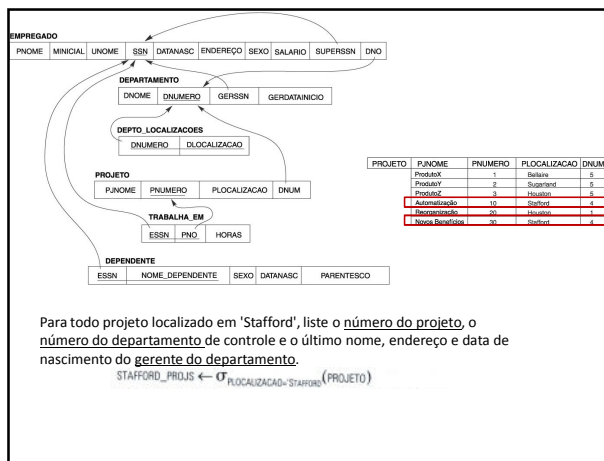 EMPREGADO
PNOME MINICIAL UNOME SSN DATANASC ENDEREÇO SEXO SALARIO SUPERSSN DNO
DEPARTAMENTO
DNOME DNUMERO GERSSN GERDATAINICIO
DEPTO_LOCALIZACOES
DNUMERO DLOCALIZACAO
PROJETO
PJNOME PNUMERO PLOCALIZACAO DNUM
TRABALHA_EM
ESSN PNO HORAS
DEPENDENTE
ESSN NOME_DEPENDENTE SEXO DATANASC PARENTESCO
PROJETO PJNOME PNUMERO PLOCALIZACAO DNUM
ProdutoX 1 Bellaire 5
ProdutoY 2 Sugarland 5
ProdutoZ 3 Houston 5
Automatização 10 Stafford 4
Reorganização 20 Houston 1
Novos Benefícios 30 Stafford 4
Para todo projeto localizado em 'Stafford', liste o número do projeto, o
número do departamento de controle e o último nome, endereço e data de
nascimento do gerente do departamento.
STAFFORD_PROJS ← σ PLOCALIZACAO='STAFFORD' (PROJETO)